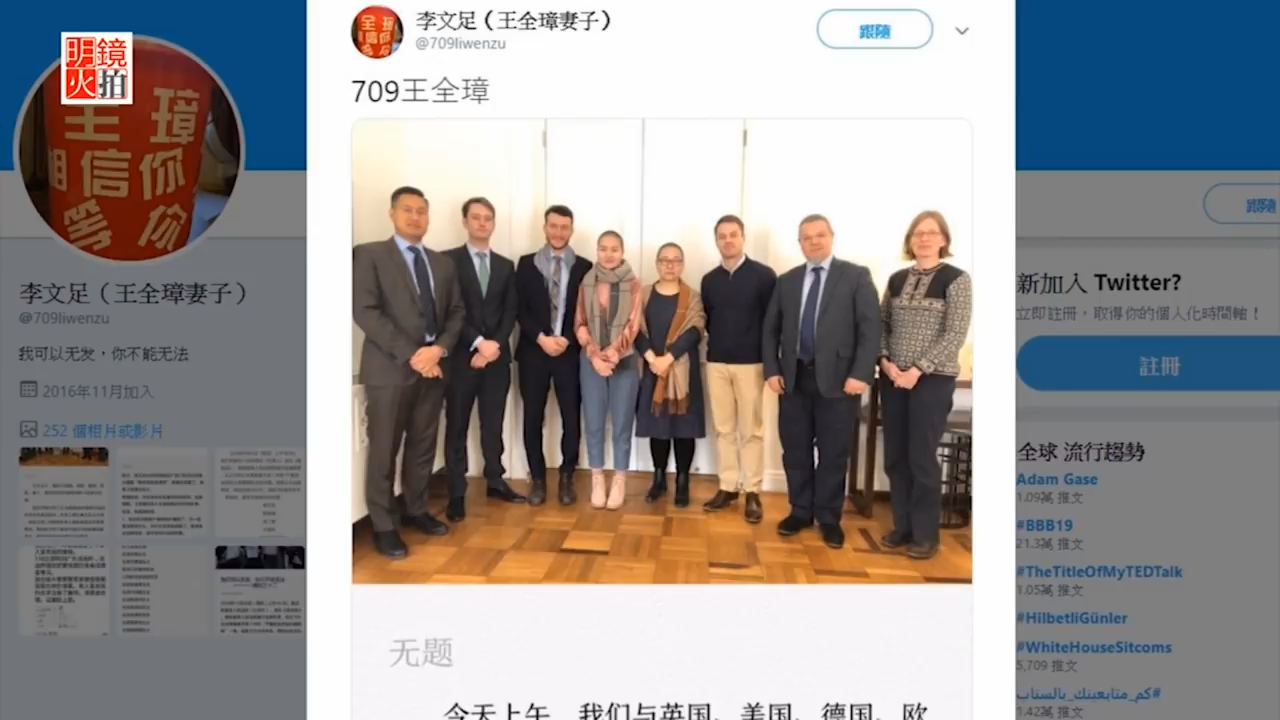 明鏡
火拍
全璋
相信你
等你
李文足（王全璋妻子）
@709liwenzu
我可以无发，你不能无法
2016年11月加入
252 個相片或影片
李文足（王全璋妻子）
@709liwenzu
跟隨
709王全璋
无题
今天上午，我们与英国、美国、德国、欧
跟隨
新加入 Twitter?
立即註冊，取得你的個人化時間軸！
註冊
全球 流行趨勢
Adam Gase
1.09萬 推文
#BBB19
21.3萬 推文
#TheTitleOfMyTEDTalk
1.05萬 推文
#HilbetliGünler
#WhiteHouseSitcoms
5,709 推文
#كم_متابعينك_بالسناب
1.42萬 推文